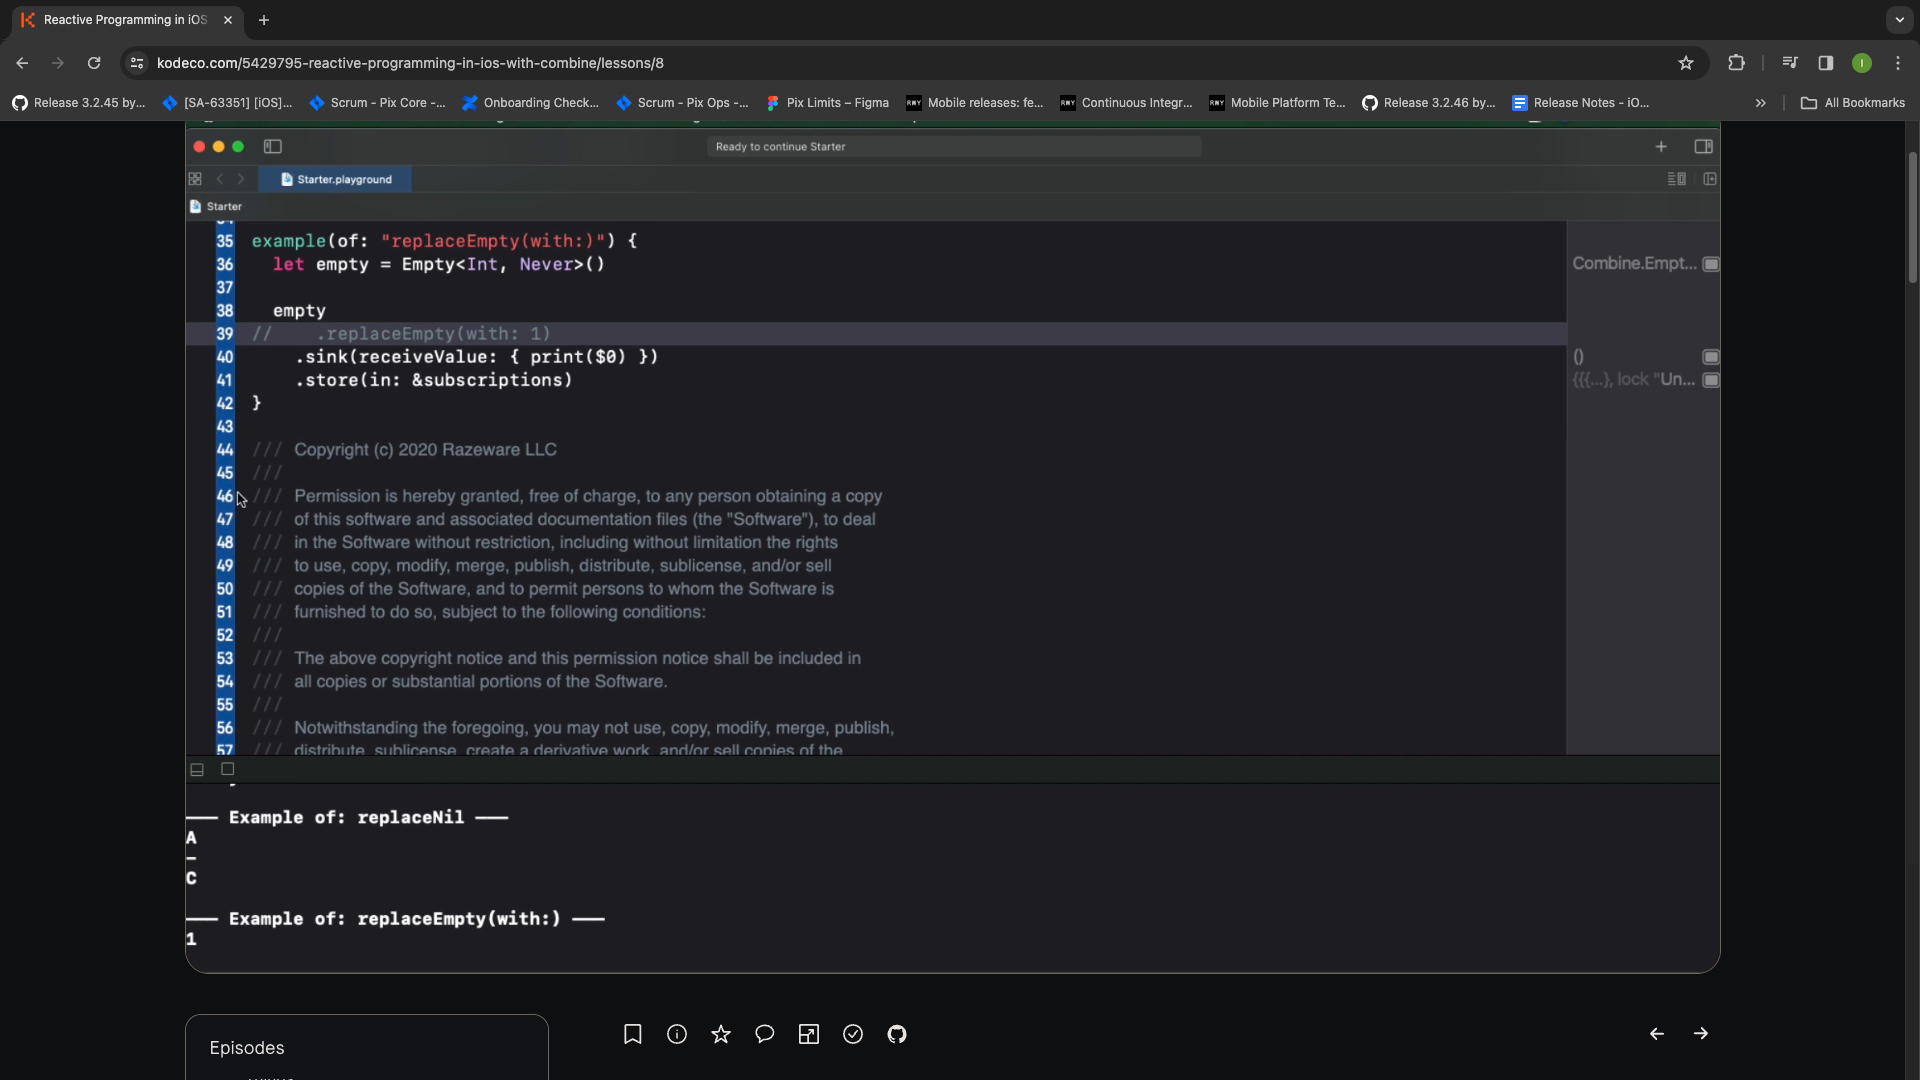 Reactive Programming in iOS
kodeco.com/5429795-reactive-programming-in-ios-with-combine/lessons/8
Release 3.2.45 by...
[SA-63351] [iOS]...
Scrum - Pix Core -...
Onboarding Check...
Scrum - Pix Ops -...
Pix Limits – Figma
Mobile releases: fe...
Continuous Integr...
Mobile Platform Te...
Release 3.2.46 by...
Release Notes - iO...
All Bookmarks
Ready to continue Starter
Starter.playground
Starter
35 example(of: "replaceEmpty(with:)") {
36 let empty = Empty<Int, Never>()
Combine.Empt...
37
38 empty
39 // .replaceEmpty(with: 1)
40 .sink(receiveValue: { print($0) })
()
41 .store(in: &subscriptions)
{{{...}, lock "Un...
42 }
43
44 /// Copyright (c) 2020 Razeware LLC
45 ///
46 /// Permission is hereby granted, free of charge, to any person obtaining a copy
47 /// of this software and associated documentation files (the "Software"), to deal
48 /// in the Software without restriction, including without limitation the rights
49 /// to use, copy, modify, merge, publish, distribute, sublicense, and/or sell
50 /// copies of the Software, and to permit persons to whom the Software is
51 /// furnished to do so, subject to the following conditions:
52 ///
53 /// The above copyright notice and this permission notice shall be included in
54 /// all copies or substantial portions of the Software.
55 ///
56 /// Notwithstanding the foregoing, you may not use, copy, modify, merge, publish,
57 /// distribute, sublicense, create a derivative work, and/or sell copies of the
—— Example of: replaceNil ——
A
-
C
—— Example of: replaceEmpty(with:) ——
1
Episodes